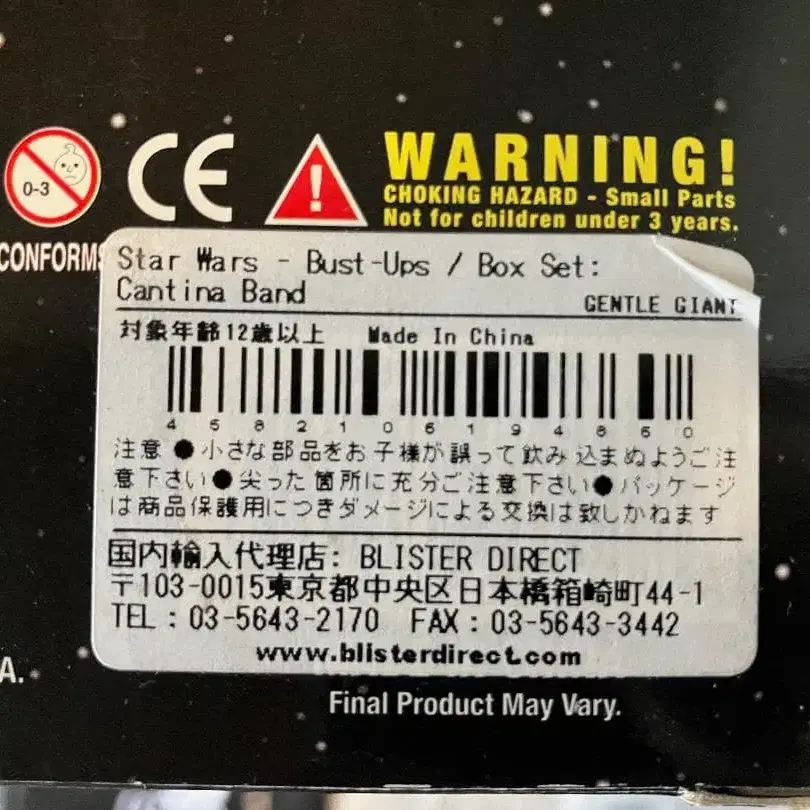 0-3
CE
!
WARNING!
CHOKING HAZARD - Small Parts
Not for children under 3 years.
CONFORMS
Star Wars - Bust-Ups / Box Set:
Cantina Band
GENTLE GIANT
対象年齢12歳以上 Made In China
4582106194860
注意 ●小さな部品をお子様が誤って飲み込まぬようご注
意下さい●尖った箇所に充分ご注意下さい●パッケージ
は商品保護用につきダメージによる交換は致しかねます
国内輸入代理店: BLISTER DIRECT
〒103-0015東京都中央区日本橋箱崎町44-1
TEL : 03-5643-2170 FAX : 03-5643-3442
www.blisterdirect.com
A.
Final Product May Vary.